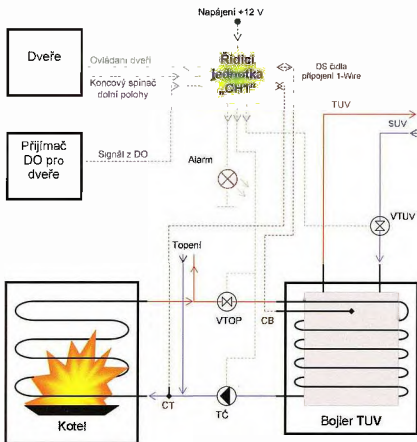 Napájení +12 V
Dveře
Ovládání dveří
Koncový spínač
dolní polohy
Řídící
jednotka
„CH1“
DS čidla
připojení 1-Wire
TUV
SUV
Přijímač
DO pro
dveře
Signál z DO
Alarm
VTUV
Topení
VTOP
CB
CT
TČ
Kotel
Bojler TUV